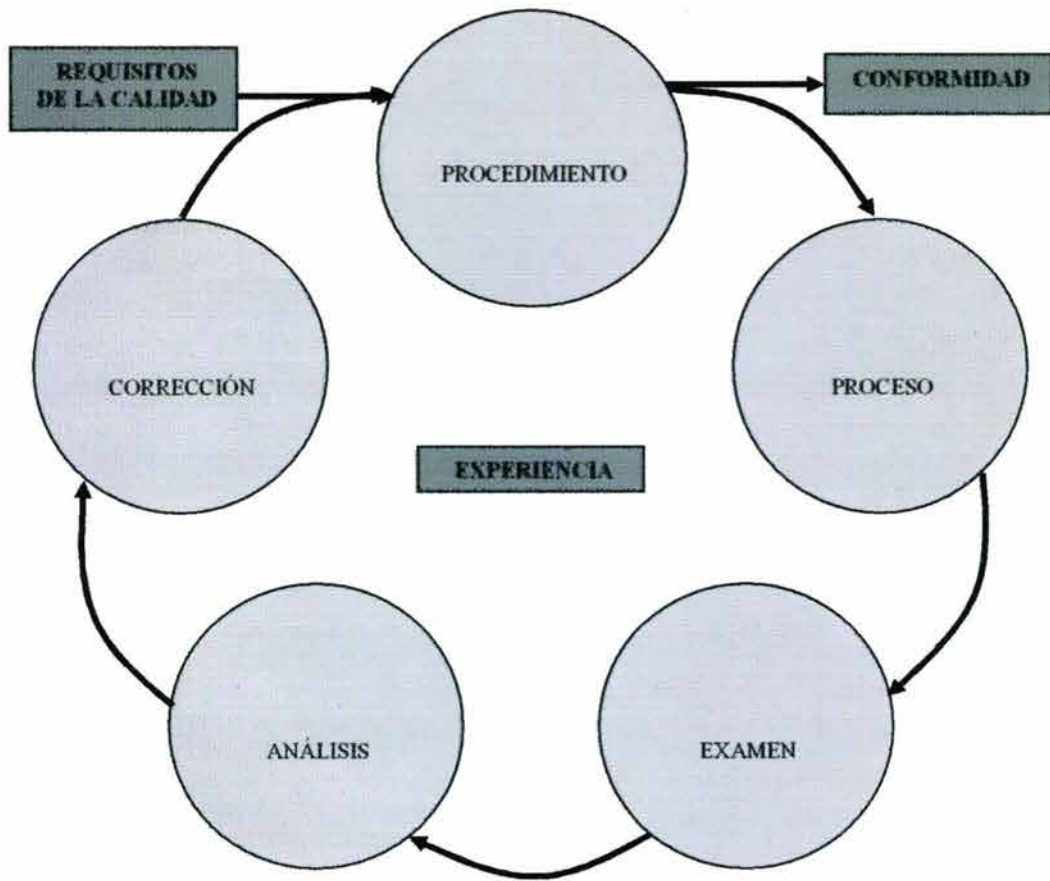 REQUISITOS
DE LA CALIDAD
CONFORMIDAD
PROCEDIMIENTO
CORRECCIÓN
PROCESO
EXPERIENCIA
ANÁLISIS
EXAMEN